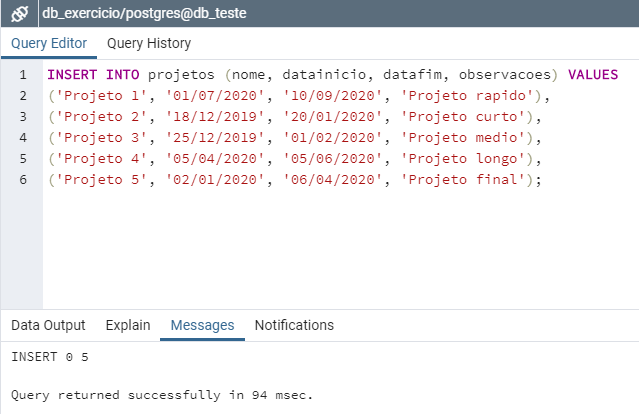 db_exercicio/postgres@db_teste
Query Editor Query History
1 INSERT INTO projetos (nome, datainicio, datafim, observacoes) VALUES
2 ('Projeto 1', '01/07/2020', '10/09/2020', 'Projeto rapido'),
3 ('Projeto 2', '18/12/2019', '20/01/2020', 'Projeto curto'),
4 ('Projeto 3', '25/12/2019', '01/02/2020', 'Projeto medio'),
5 ('Projeto 4', '05/04/2020', '05/06/2020', 'Projeto longo'),
6 ('Projeto 5', '02/01/2020', '06/04/2020', 'Projeto final');
Data Output Explain Messages Notifications
INSERT 0 5
Query returned successfully in 94 msec.